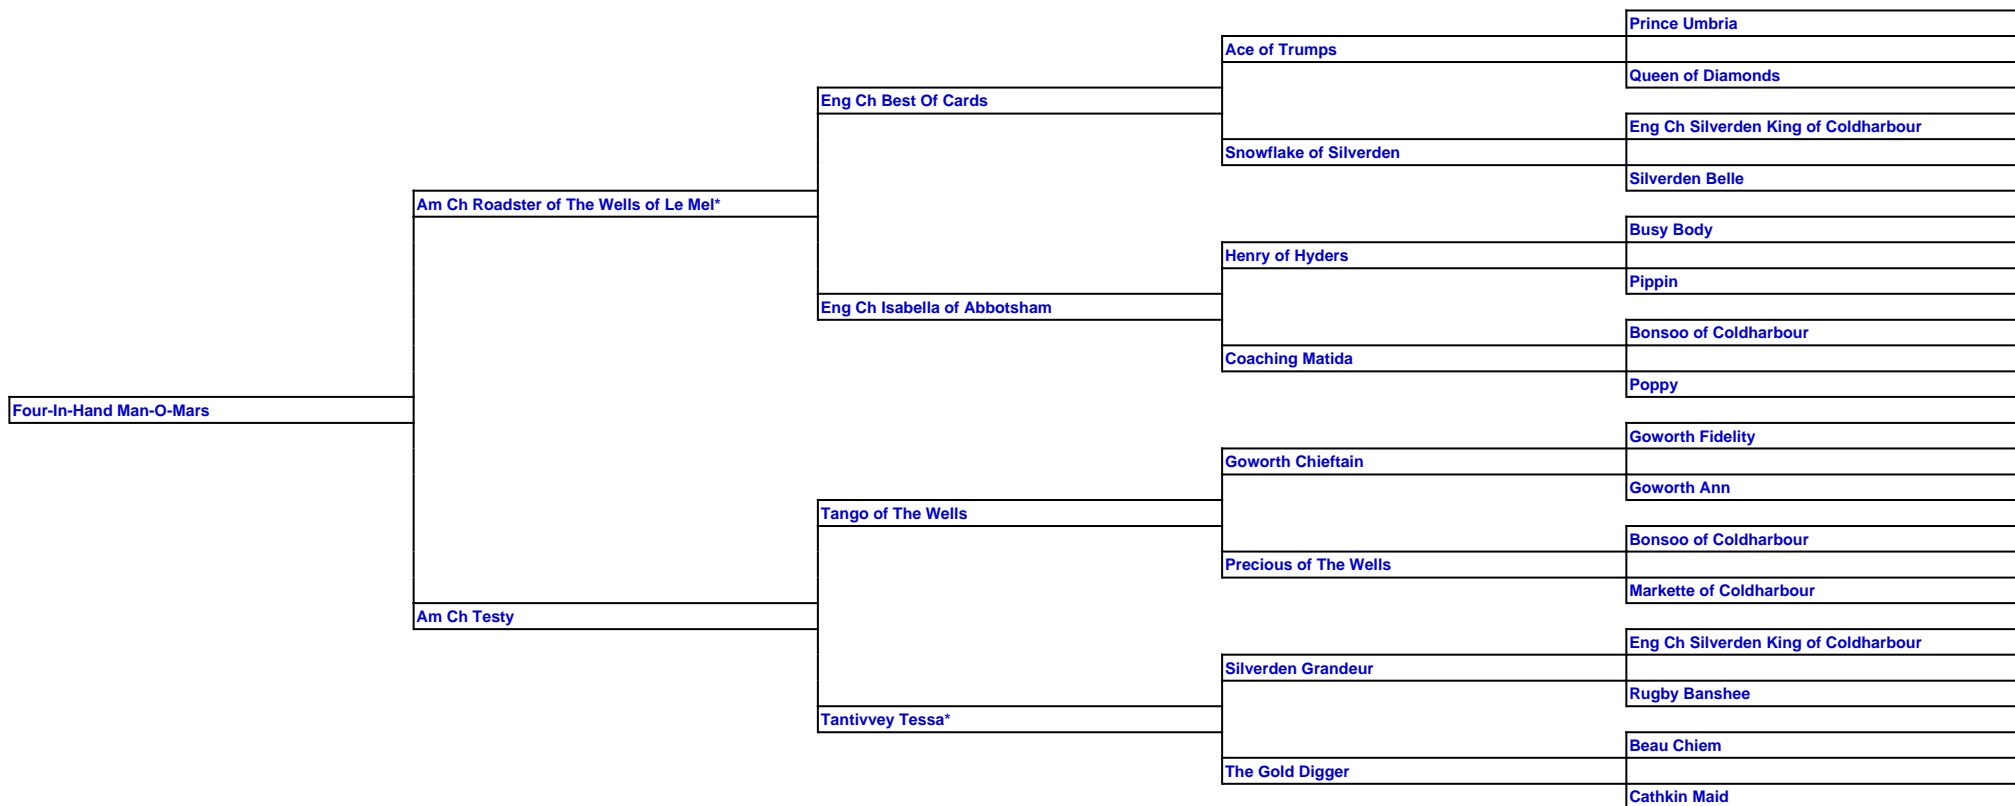 Prince Umbria
Ace of Trumps
Queen of Diamonds
Eng Ch Best Of Cards
Eng Ch Silverden King of Coldharbour
Snowflake of Silverden
Silverden Belle
Am Ch Roadster of The Wells of Le Mel*
Busy Body
Henry of Hyders
Pippin
Eng Ch Isabella of Abbotsham
Bonsoo of Coldharbour
Coaching Matida
Poppy
Four-In-Hand Man-O-Mars
Goworth Fidelity
Goworth Chieftain
Goworth Ann
Tango of The Wells
Bonsoo of Coldharbour
Precious of The Wells
Markette of Coldharbour
Am Ch Testy
Eng Ch Silverden King of Coldharbour
Silverden Grandeur
Rugby Banshee
Tantivvey Tessa*
Beau Chiem
The Gold Digger
Cathkin Maid